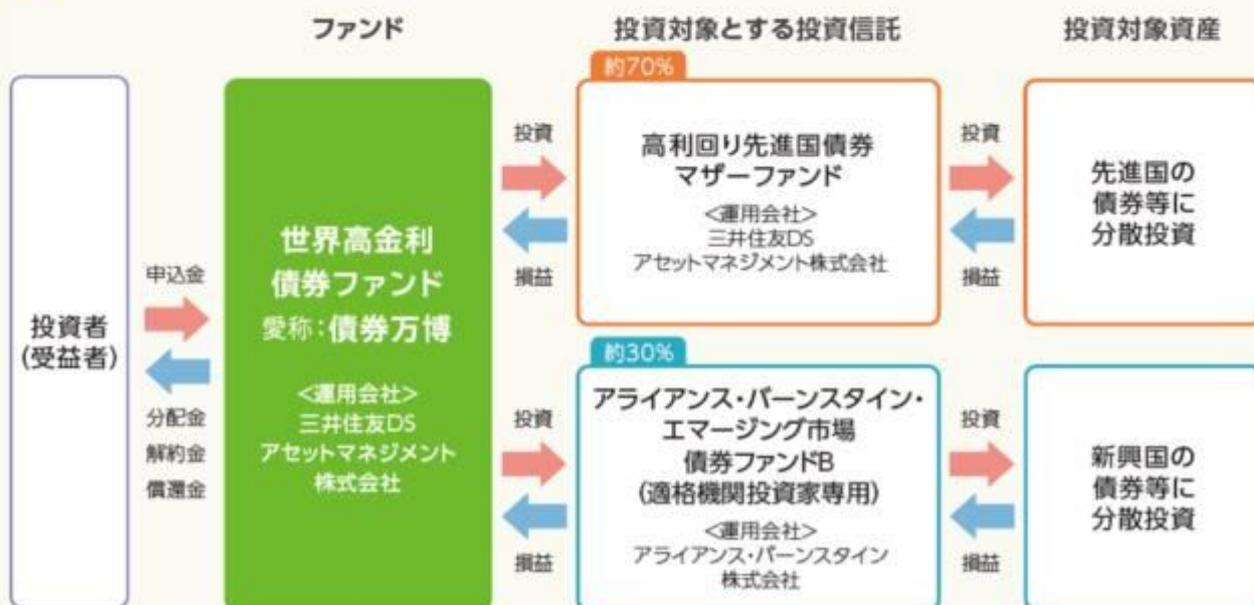 ファンド
投資対象とする投資信託
投資対象資産
投資者
(受益者)
申込金
分配金
解約金
償還金
世界高金利
債券ファンド
愛称：債券万博
<運用会社>
三井住友DS
アセットマネジメント
株式会社
投資
損益
約70%
高利回り先進国債券
マザーファンド
<運用会社>
三井住友DS
アセットマネジメント株式会社
投資
損益
先進国の
債券等に
分散投資
投資
損益
約30%
アライアンス・バーンスタイン・
エマージング市場
債券ファンドB
(適格機関投資家専用)
<運用会社>
アライアンス・バーンスタイン
株式会社
投資
損益
新興国の
債券等に
分散投資